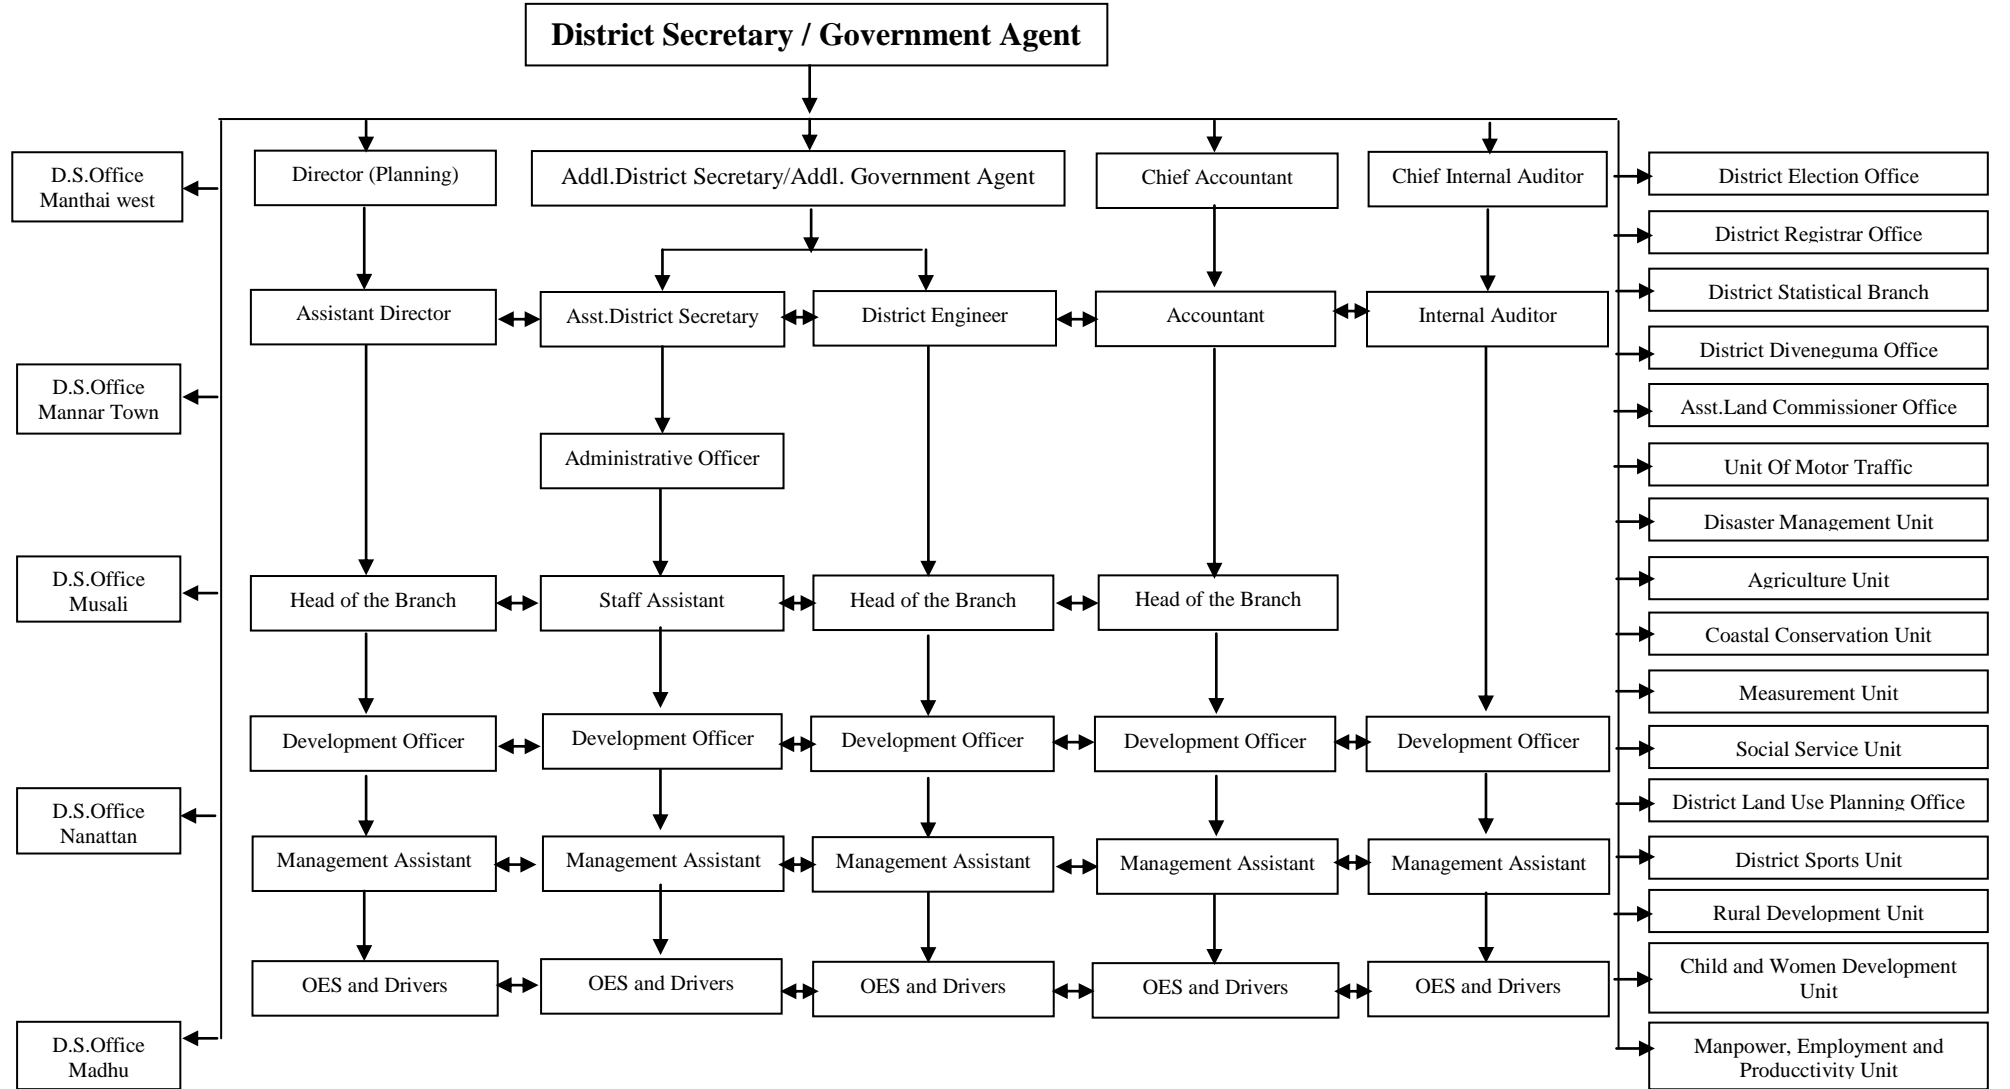 District Secretary / Government Agent
D.S.Office
Manthai west
Director (Planning)
Addl.District Secretary/Addl. Government Agent
Chief Accountant
Chief Internal Auditor
District Election Office
District Registrar Office
Assistant Director
Asst.District Secretary
District Engineer
Accountant
Internal Auditor
District Statistical Branch
District Diveneguma Office
D.S.Office
Mannar Town
Asst.Land Commissioner Office
Administrative Officer
Unit Of Motor Traffic
Disaster Management Unit
D.S.Office
Musali
Head of the Branch
Staff Assistant
Head of the Branch
Head of the Branch
Agriculture Unit
Coastal Conservation Unit
Measurement Unit
Development Officer
Development Officer
Development Officer
Development Officer
Development Officer
Social Service Unit
D.S.Office
Nanattan
District Land Use Planning Office
Management Assistant
Management Assistant
Management Assistant
Management Assistant
Management Assistant
District Sports Unit
Rural Development Unit
OES and Drivers
OES and Drivers
OES and Drivers
OES and Drivers
OES and Drivers
Child and Women Development
Unit
D.S.Office
Madhu
Manpower, Employment and
Producctivity Unit